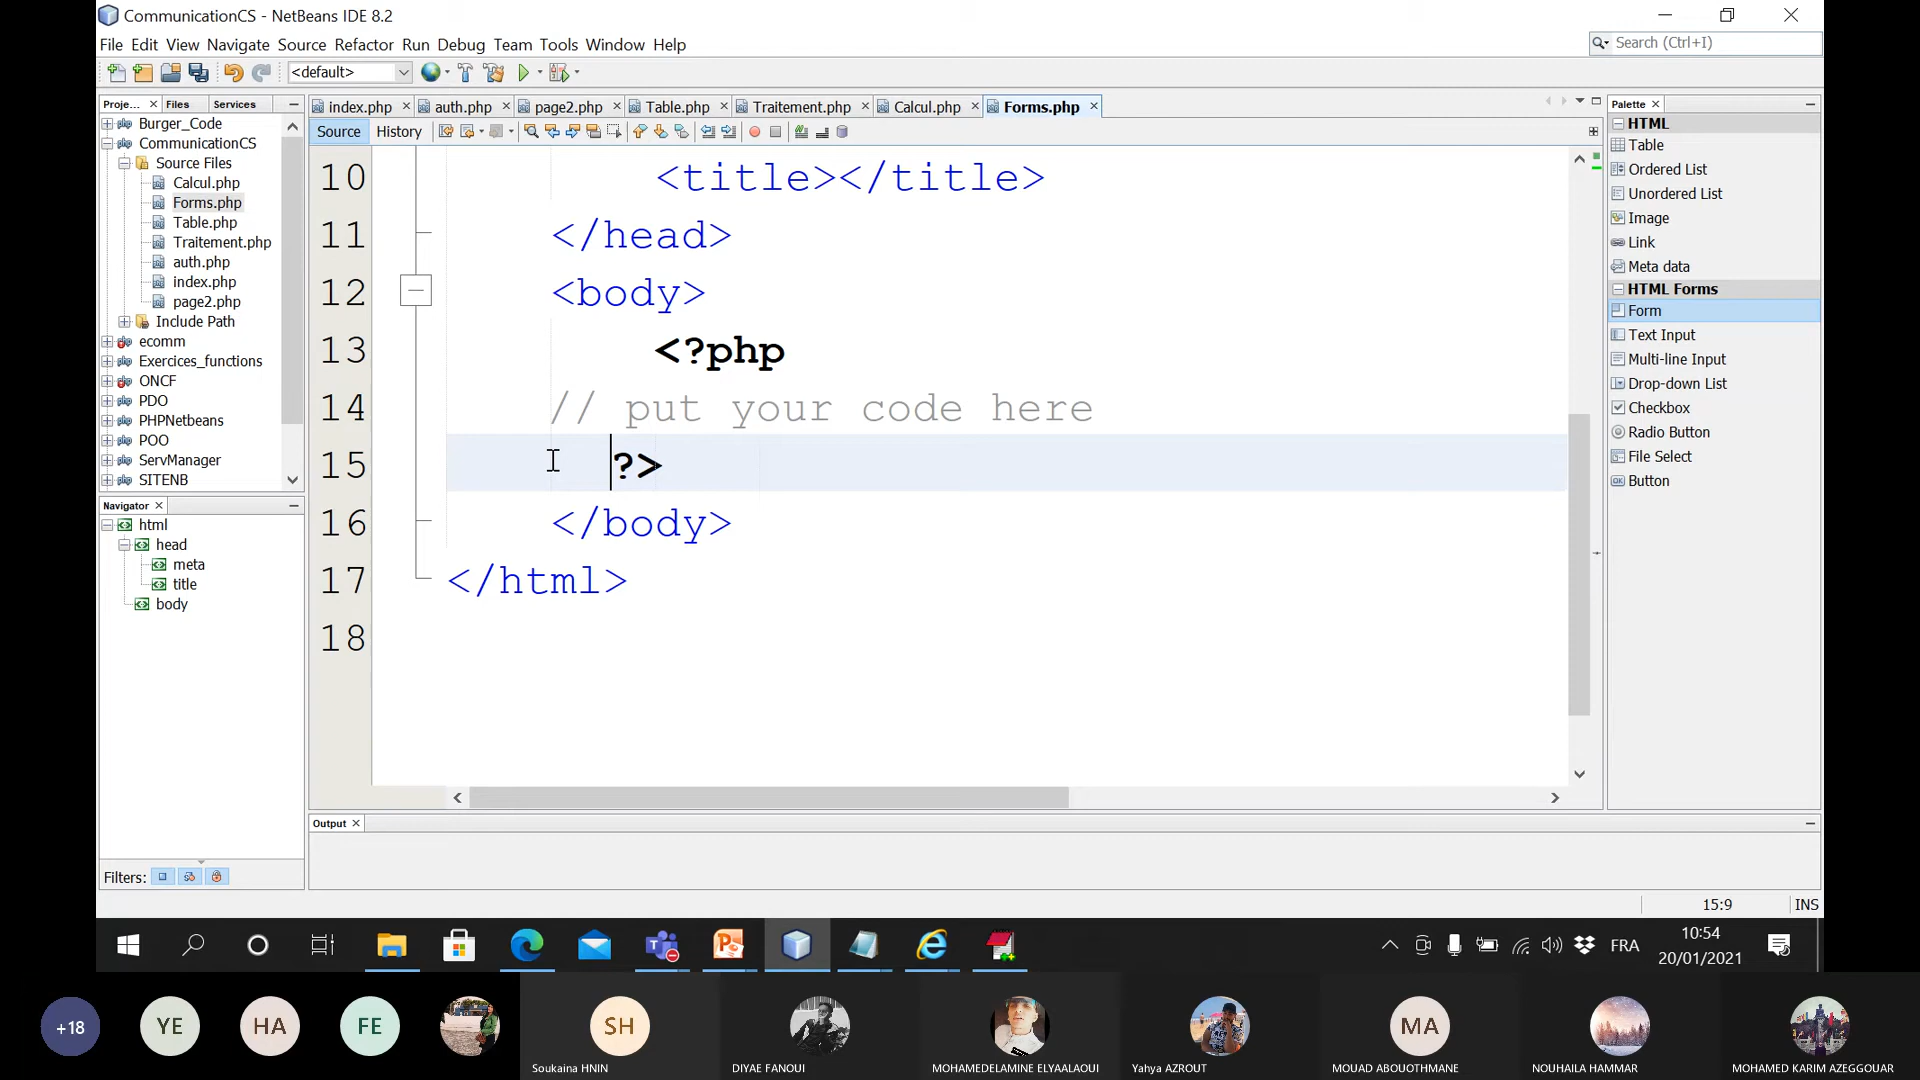 CommunicationCS - NetBeans IDE 8.2
File Edit View Navigate Source Refactor Run Debug Team Tools Window Help
Search (Ctrl+I)
<default>
Proje... Files Services
Burger_Code
CommunicationCS
Source Files
Calcul.php
Forms.php
Table.php
Traitement.php
auth.php
index.php
page2.php
Include Path
ecomm
Exercices_functions
ONCF
PDO
PHPNetbeans
POO
ServManager
SITENB
Navigator
html
head
meta
title
body
Filters:
index.php auth.php page2.php Table.php Traitement.php Calcul.php Forms.php
Source History
10 <title></title>
11 </head>
12 <body>
13 <?php
14 // put your code here
15 ?>
16 </body>
17 </html>
18
Output
Palette
HTML
Table
Ordered List
Unordered List
Image
Link
Meta data
HTML Forms
Form
Text Input
Multi-line Input
Drop-down List
Checkbox
Radio Button
File Select
Button
15:9 INS
FRA
10:54
20/01/2021
+18 YE HA FE SH MA
Soukaina HNIN DIYAE FANOUI MOHAMEDELAMINE ELYAALAOUI Yahya AZROUT MOUAD ABOUOTHMANE NOUHAILA HAMMAR MOHAMED KARIM AZEGGOUAR